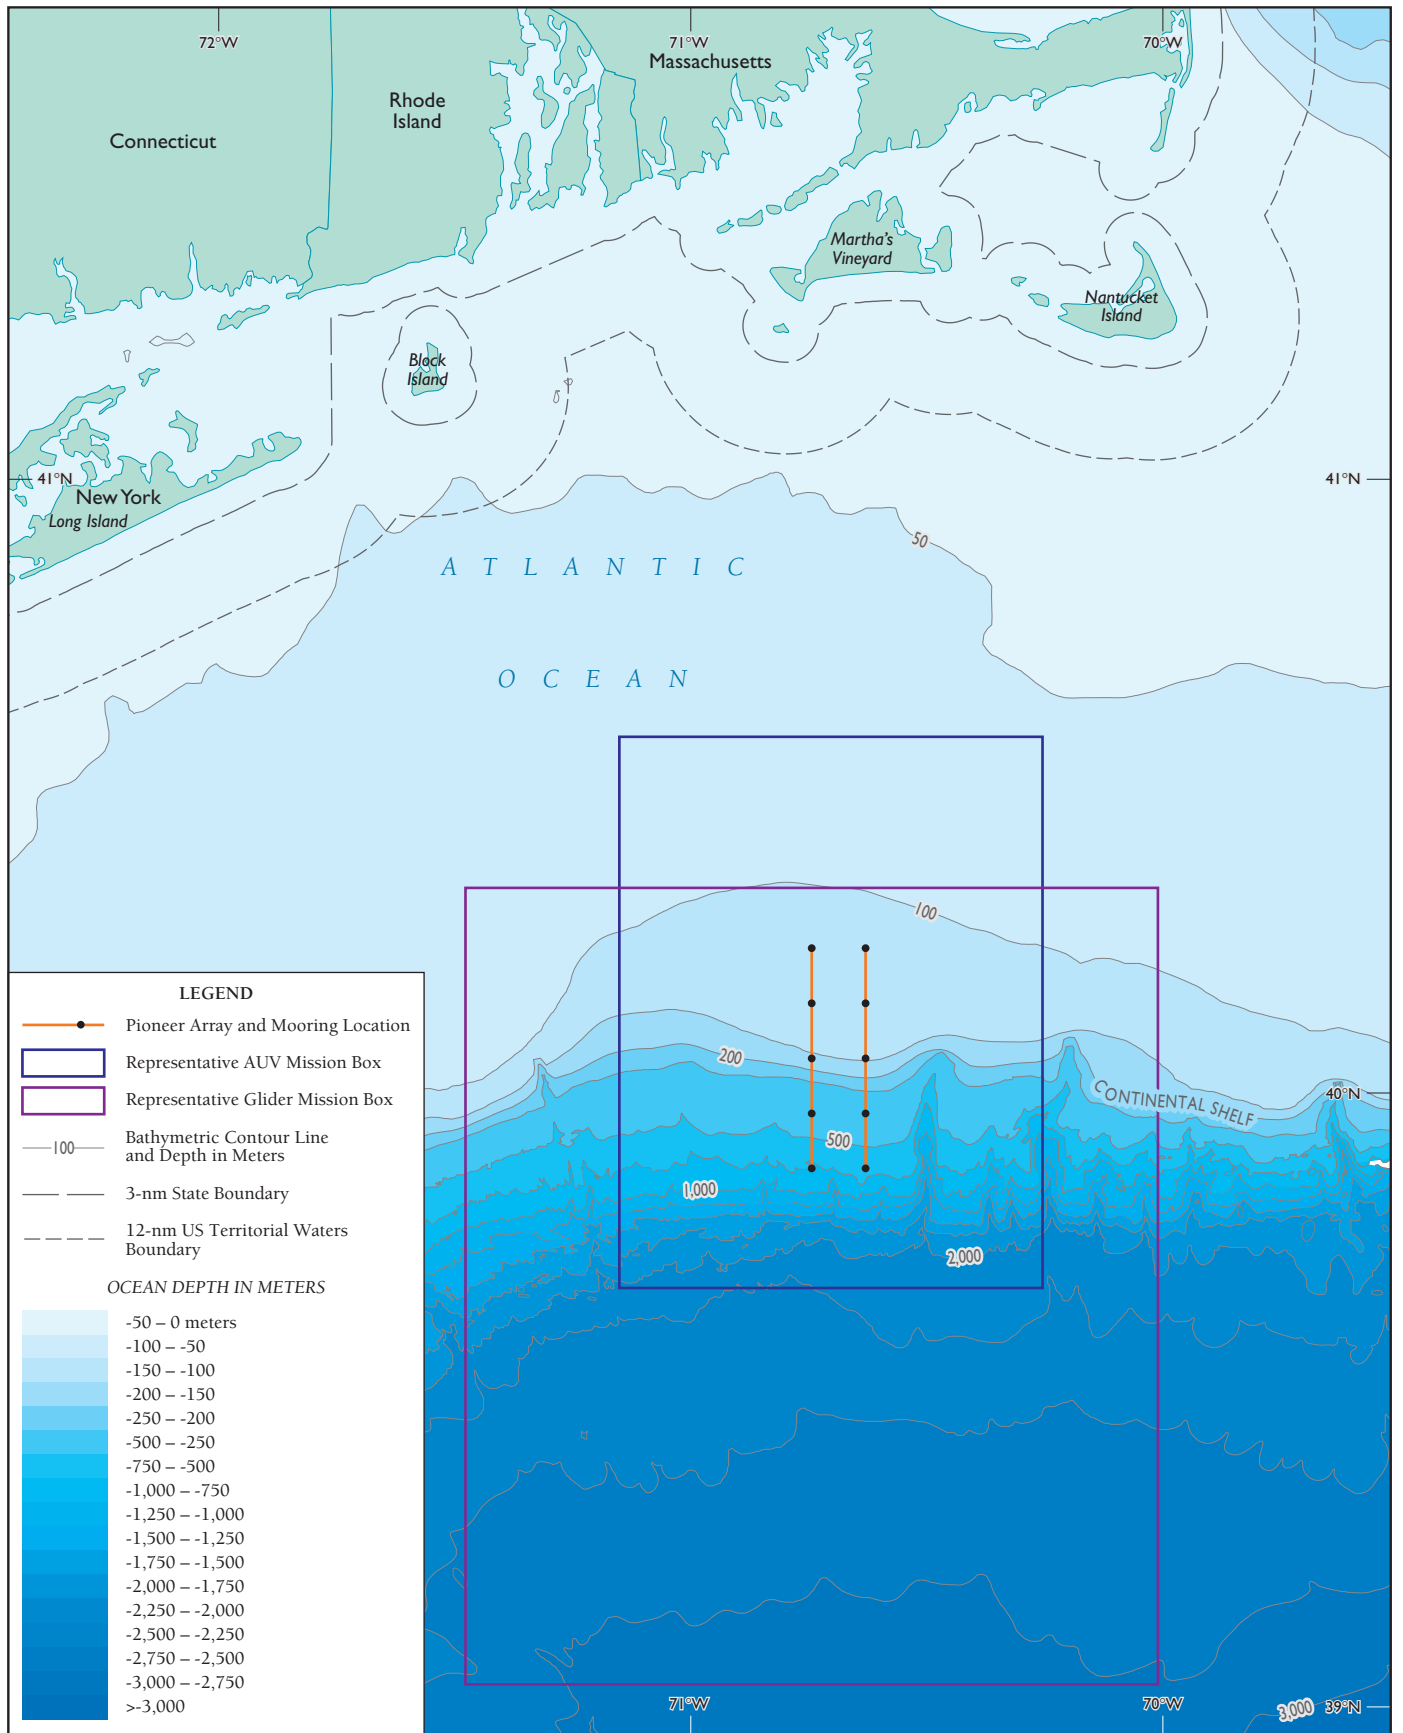 72°W
71°W
70°W
Massachusetts
Rhode
Island
Connecticut
Martha's
Vineyard
Nantucket
Island
Block
Island
41°N
41°N
New York
Long Island
50
ATLANTIC
OCEAN
100
200
CONTINENTAL SHELF
40°N
500
1,000
2,000
LEGEND
Pioneer Array and Mooring Location
Representative AUV Mission Box
Representative Glider Mission Box
100
Bathymetric Contour Line
and Depth in Meters
3-nm State Boundary
12-nm US Territorial Waters
Boundary
OCEAN DEPTH IN METERS
-50 – 0 meters
-100 – -50
-150 – -100
-200 – -150
-250 – -200
-500 – -250
-750 – -500
-1,000 – -750
-1,250 – -1,000
-1,500 – -1,250
-1,750 – -1,500
-2,000 – -1,750
-2,250 – -2,000
-2,500 – -2,250
-2,750 – -2,500
-3,000 – -2,750
>-3,000
71°W
70°W
3,000
39°N